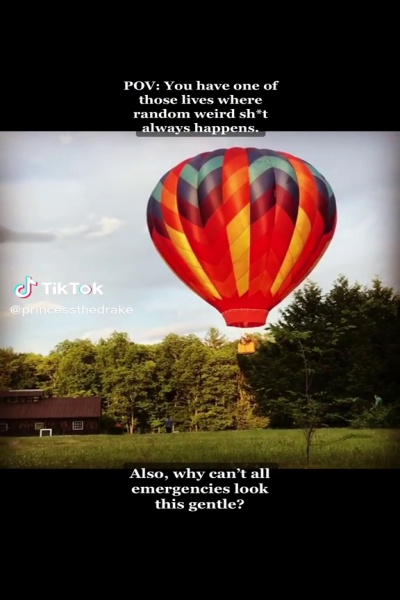 POV: You have one of
those lives where
random weird sh*t
always happens.
TikTok
@princessthedrake
Also, why can't all
emergencies look
this gentle?